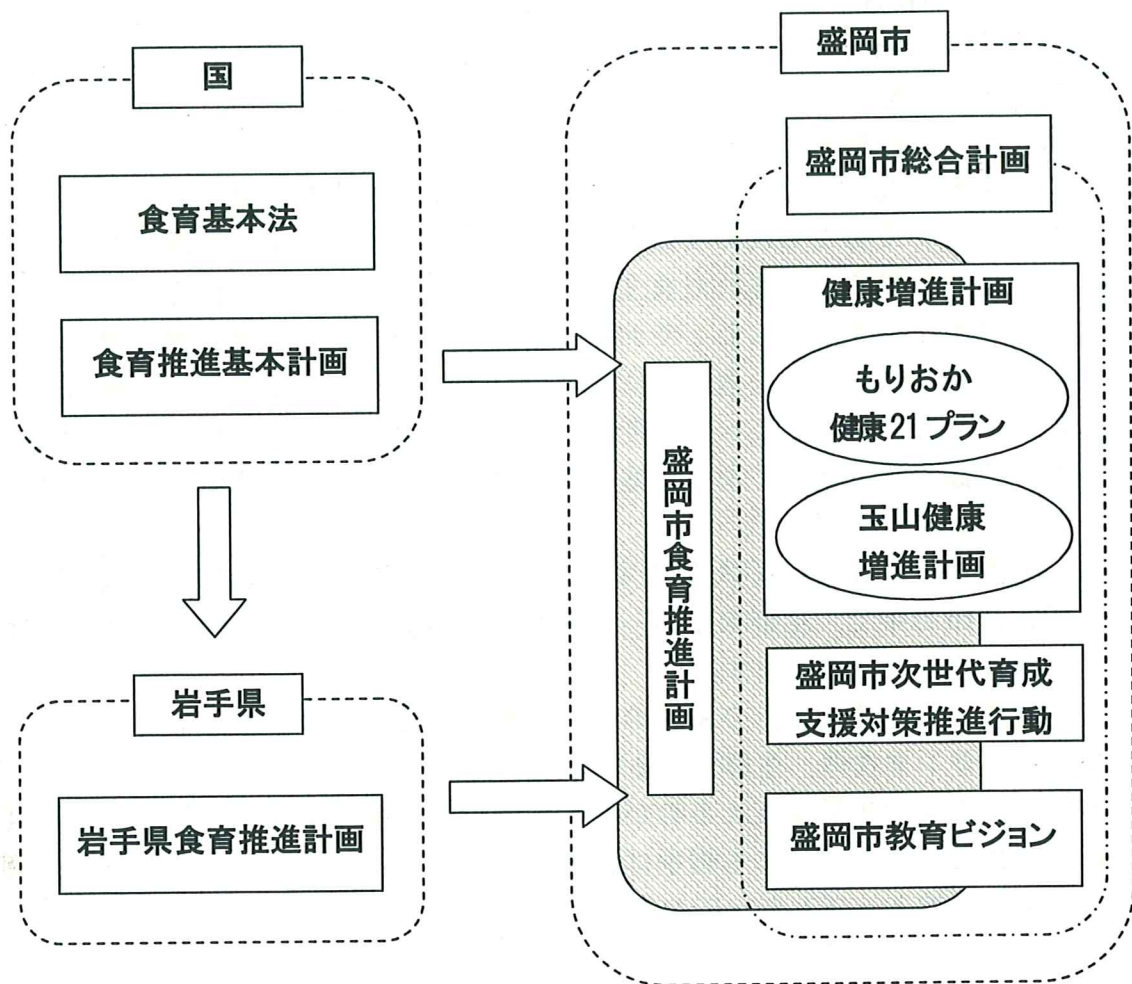 国
食育基本法
食育推進基本計画
岩手県
岩手県食育推進計画
盛岡市
盛岡市総合計画
盛岡市食育推進計画
健康増進計画
もりおか
健康21プラン
玉山健康
増進計画
盛岡市次世代育成
支援対策推進行動
盛岡市教育ビジョン